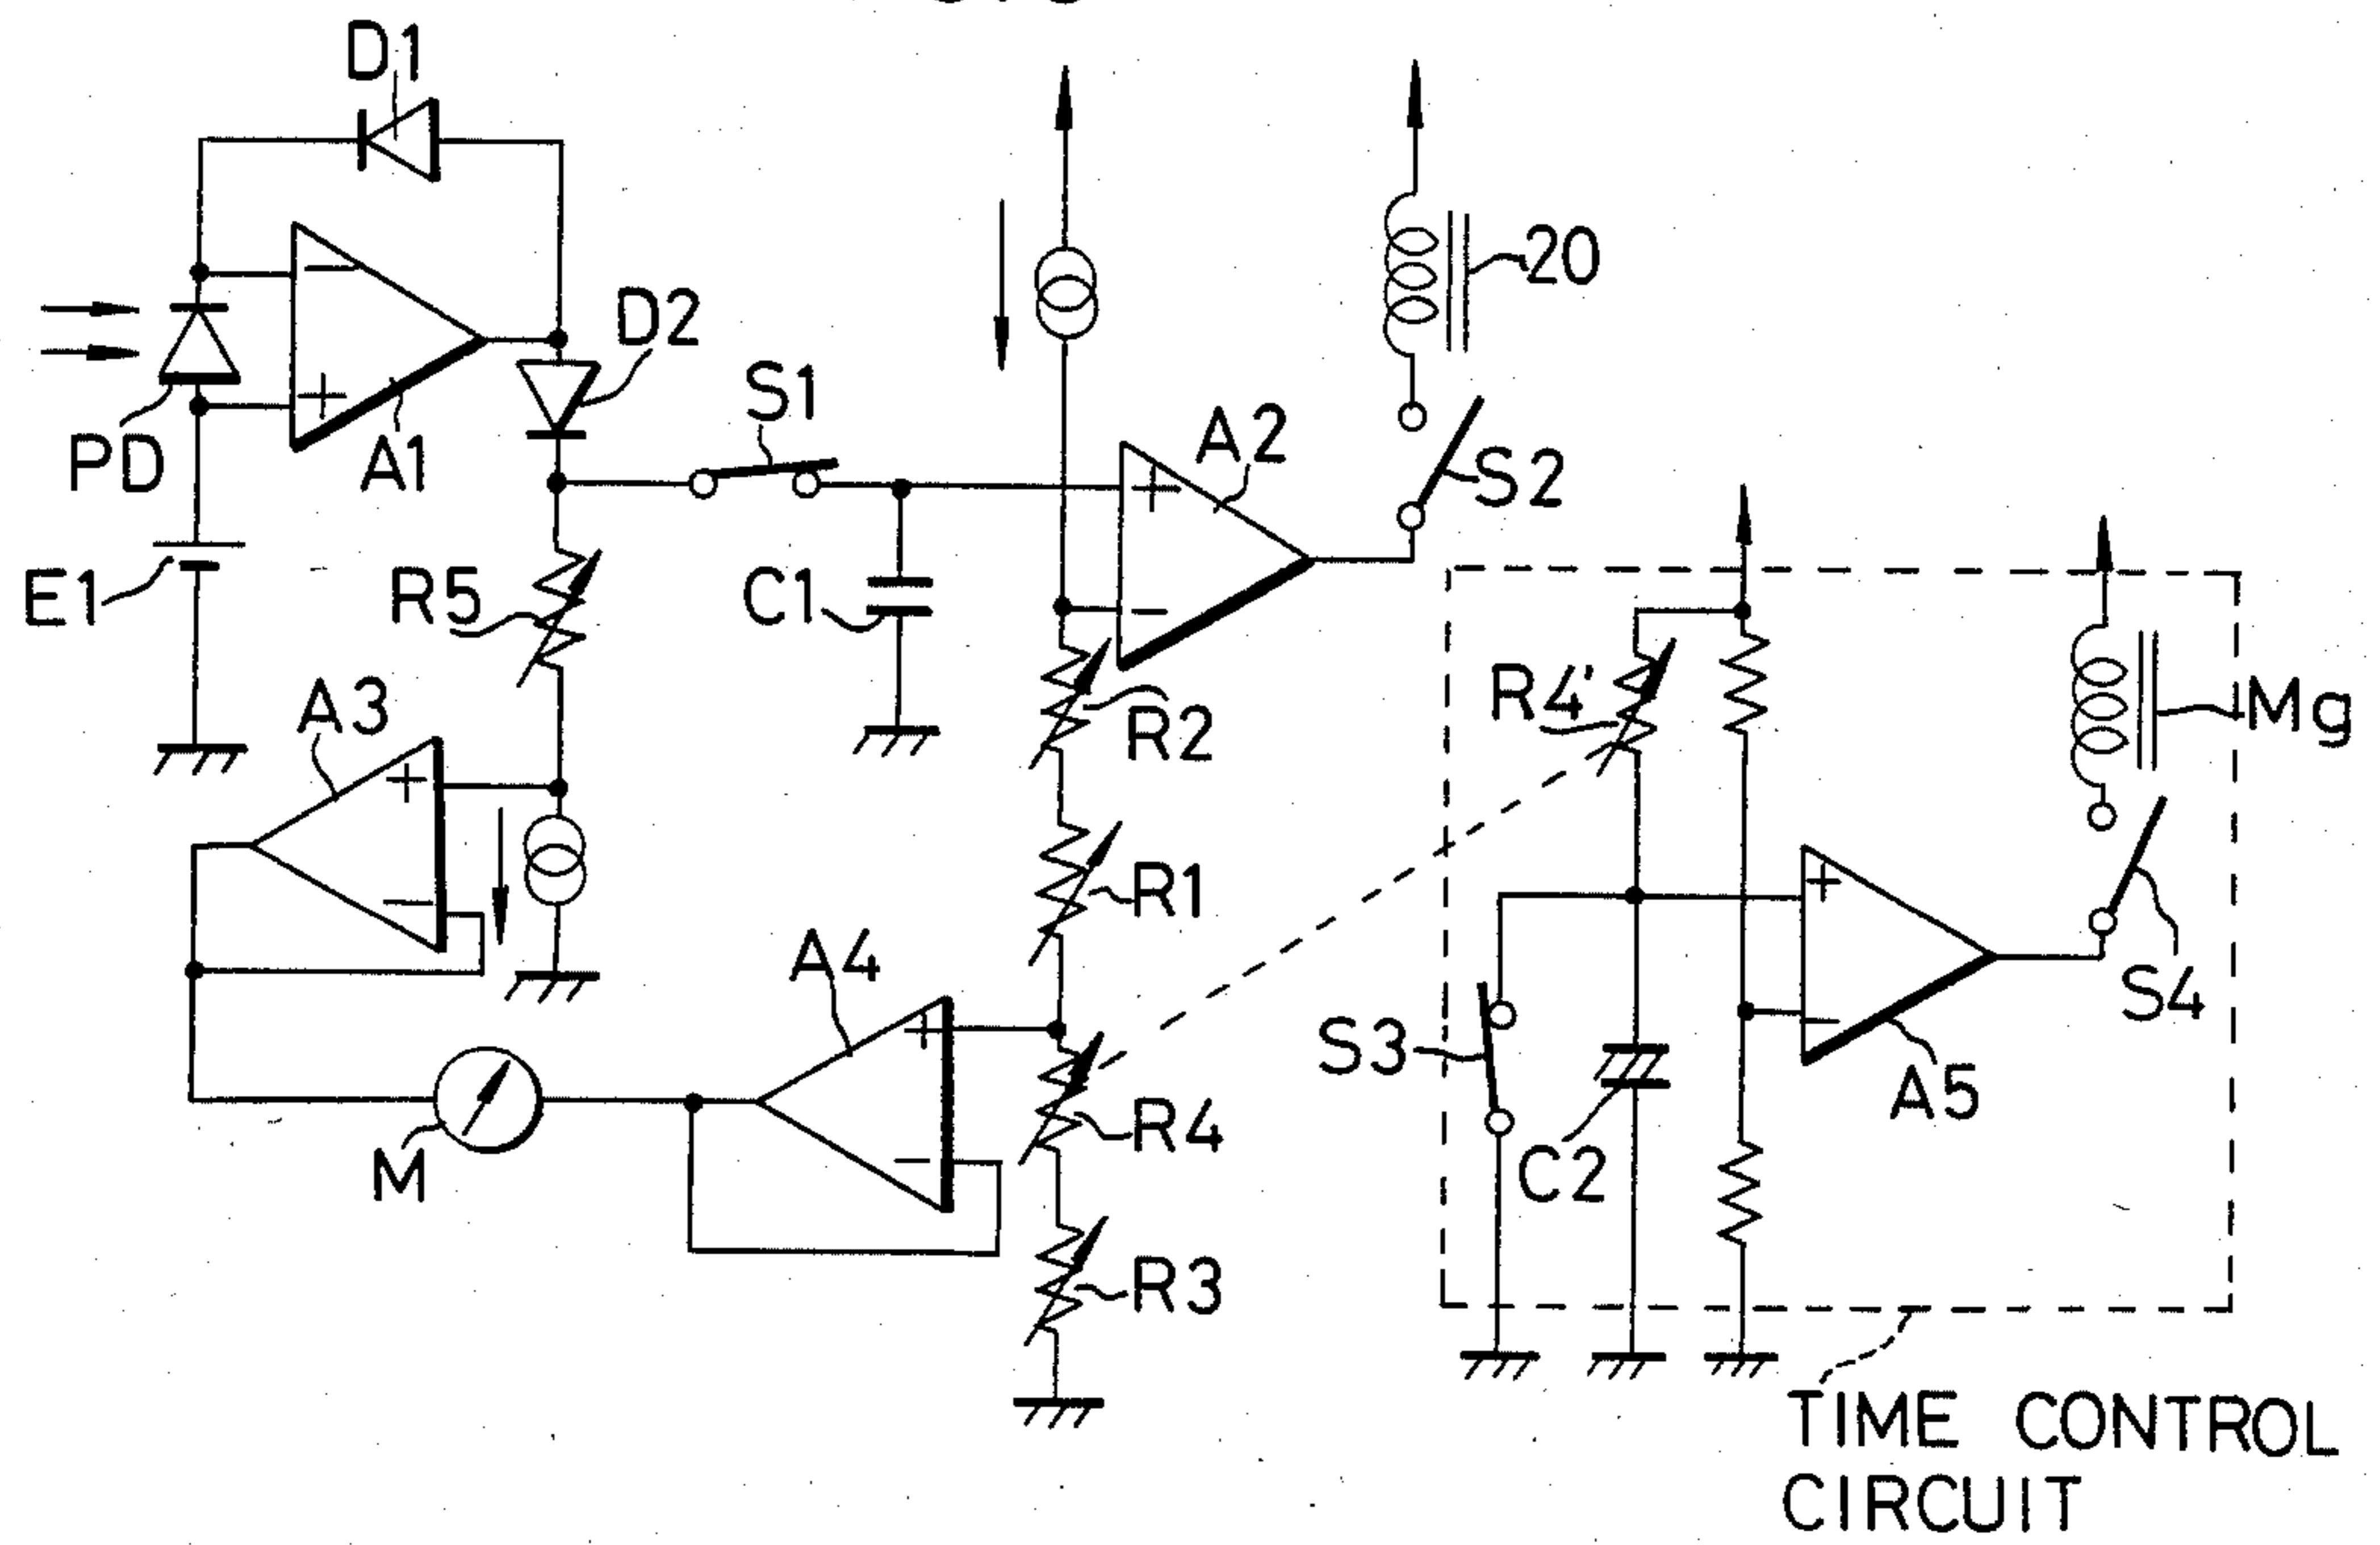 D1
20
D2
S1
A2
PD
A1
S2
E1
R5
C1
A3
R2
R4'
Mg
R1
A4
S4
S3
A5
R4
M
C2
R3
TIME CONTROL
CIRCUIT